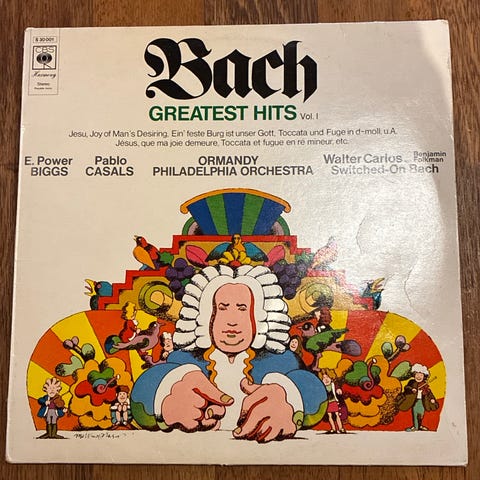 S 30 001
CBS
Harmony
Stereo
Bach
GREATEST HITS Vol. I
Jesu, Joy of Man's Desiring, Ein' feste Burg ist unser Gott, Toccata und Fuge in d-moll, u.A.
Jésus, que ma joie demeure, Toccata et fugue en ré mineur, etc.
E. Power
BIGGS
Pablo
CASALS
ORMANDY
PHILADELPHIA ORCHESTRA
Walter Carlos
Benjamin
Folkman
Switched-On Bach